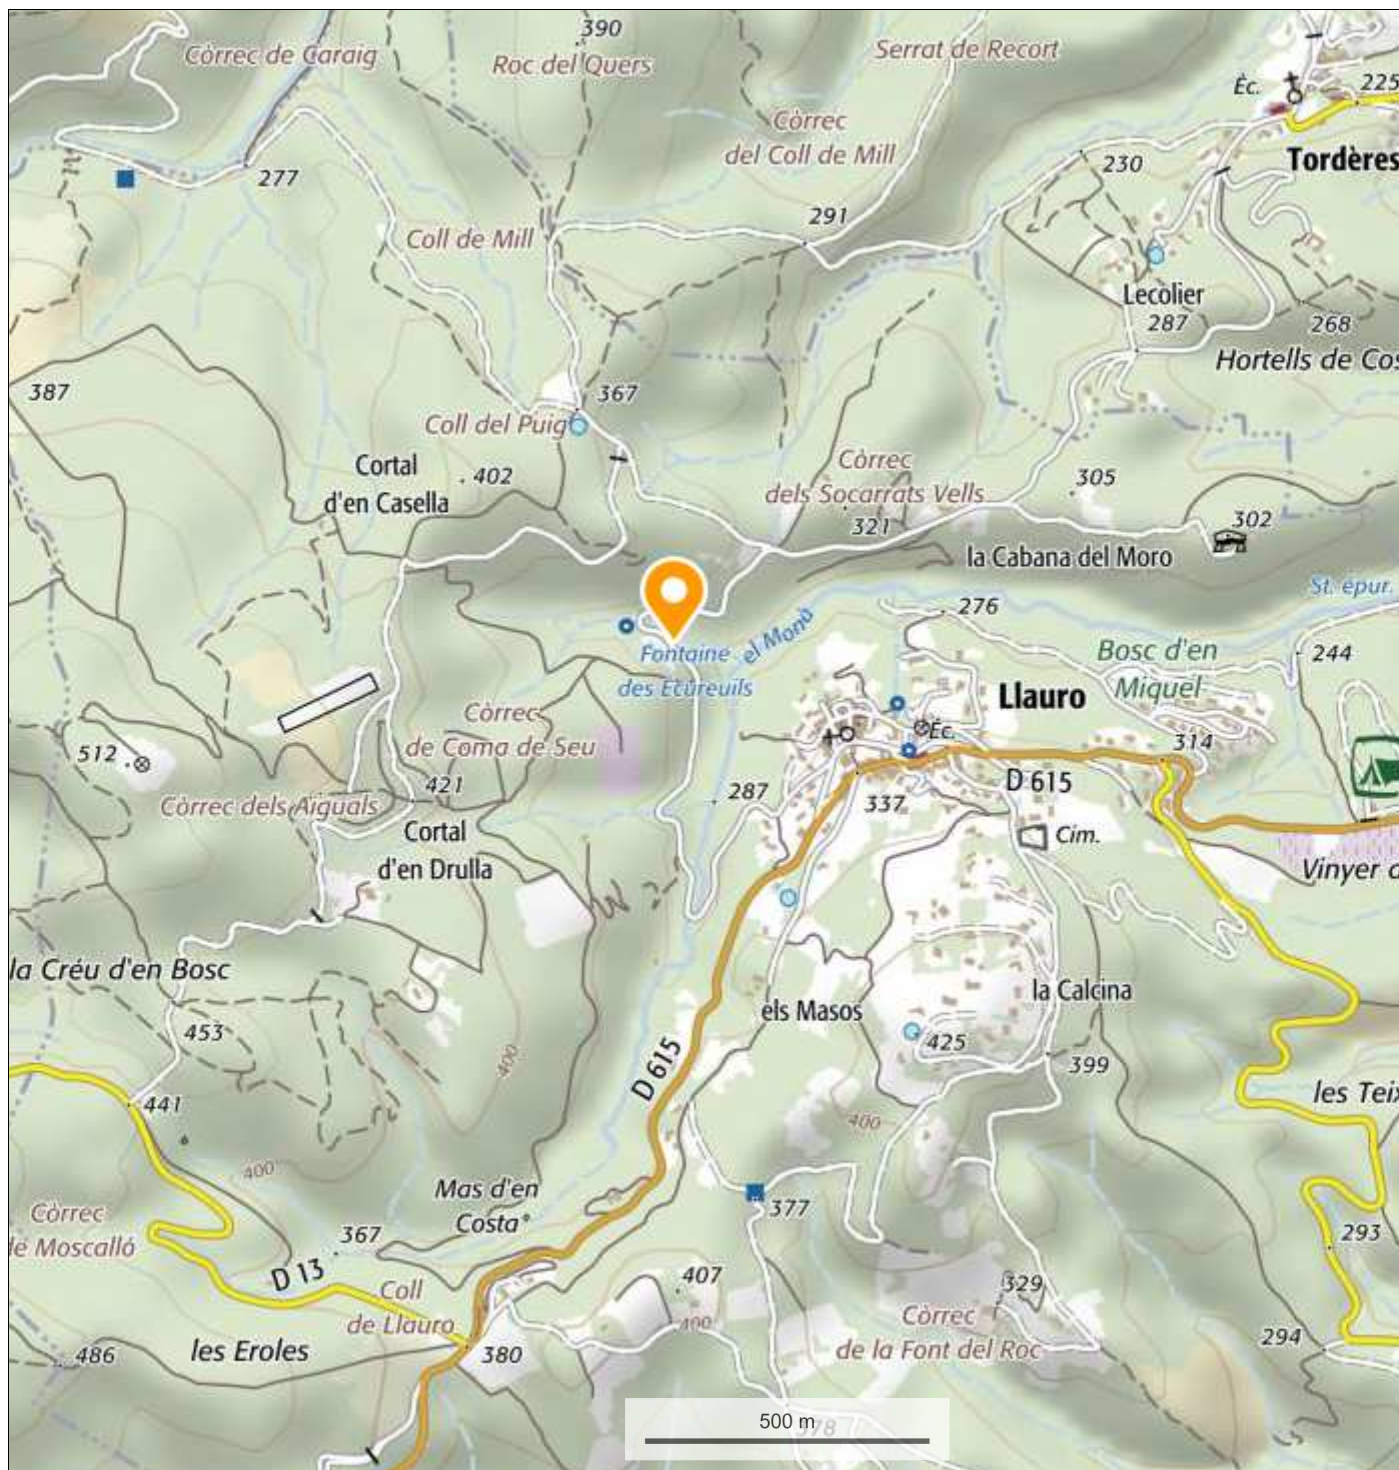 390
Còrrec de Caraig
Roc del Quers
Serrat de Recort
Éc.
225
Còrrec
del Coll de Mill
230
Tordères
277
291
Coll de Mill
Lecolier
287
268
Hortells de Cos
387
367
Coll del Puig
Cortal
d'en Casella
402
Còrrec
dels Socarrats Vells
305
321
302
la Cabana del Moro
St. épur.
276
el Monà
Fontaine
des Écureuils
Bosc d'en
Miquel
244
Llauro
Còrrec
de Coma de Seu
Éc.
512
314
421
287
D 615
Còrrec dels Aiguals
337
Cortal
d'en Drulla
Cim.
Vinyer d
la Créu d'en Bosc
la Calcina
els Masos
453
425
400
D 615
399
441
les Teix
400
400
Mas d'en
Costa
377
Còrrec
de Moscalló
367
293
D 13
407
329
Coll
de Llauro
400
Còrrec
de la Font del Roc
294
les Eroles
486
380
500 m
378